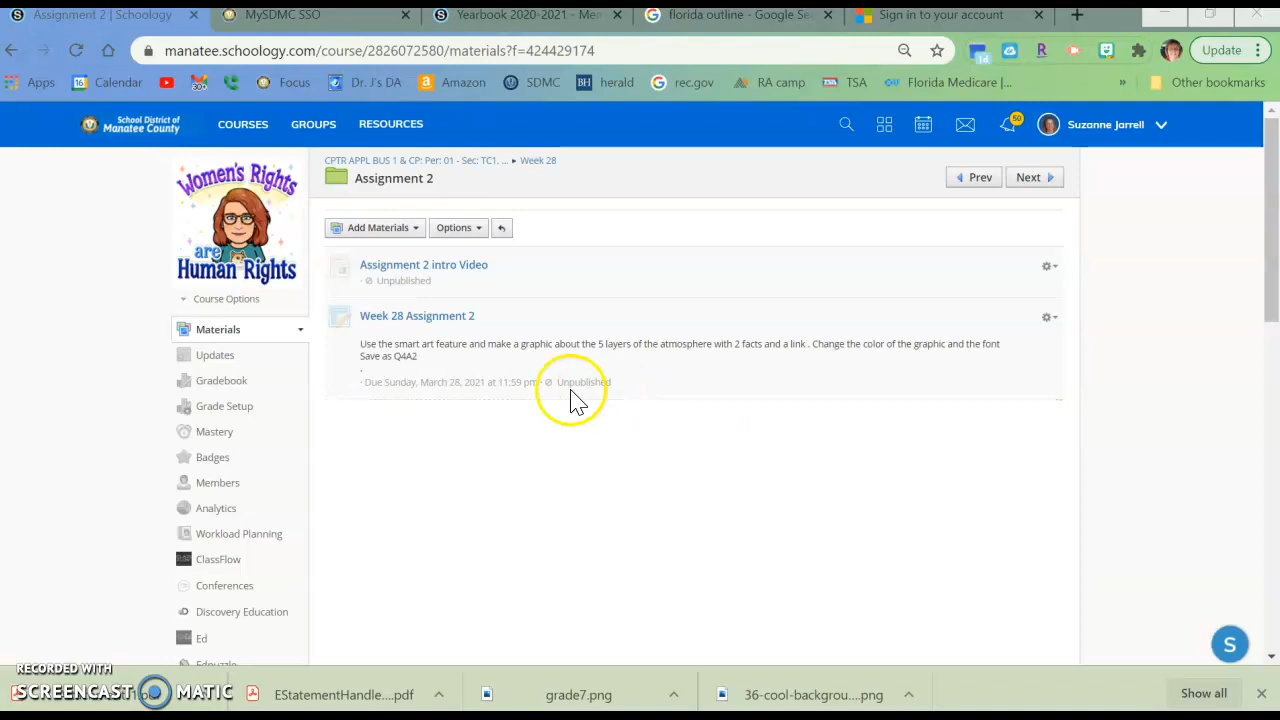 Assignment 2 | Schoology
MySDMC SSO
Yearbook 2020-2021 - Mem
florida outline - Google Se
Sign in to your account
manatee.schoology.com/course/2826072580/materials?f=424429174
Update
Apps
Calendar
30+
Focus
Dr. J's DA
Amazon
SDMC
BH herald
rec.gov
RA camp
TSA
Florida Medicare |...
»
Other bookmarks
1d
School District of
Manatee County
COURSES
GROUPS
RESOURCES
50
Suzanne Jarrell
Women's Rights
are
Human Rights
CPTR APPL BUS 1 & CP: Per: 01 - Sec: TC1, ... ▸ Week 28
Assignment 2
Prev
Next
Add Materials
Options
Assignment 2 intro Video
· Unpublished
Week 28 Assignment 2
Use the smart art feature and make a graphic about the 5 layers of the atmosphere with 2 facts and a link . Change the color of the graphic and the font
Save as Q4A2
.
· Due Sunday, March 28, 2021 at 11:59 pm · Unpublished
Course Options
Materials
Updates
Gradebook
Grade Setup
Mastery
Badges
Members
Analytics
Workload Planning
ClassFlow
Conferences
Discovery Education
Ed
Edpuzzle
S
RECORDED WITH
SCREENCAST MATIC
EStatementHandle....pdf
grade7.png
36-cool-backgrou....png
Show all